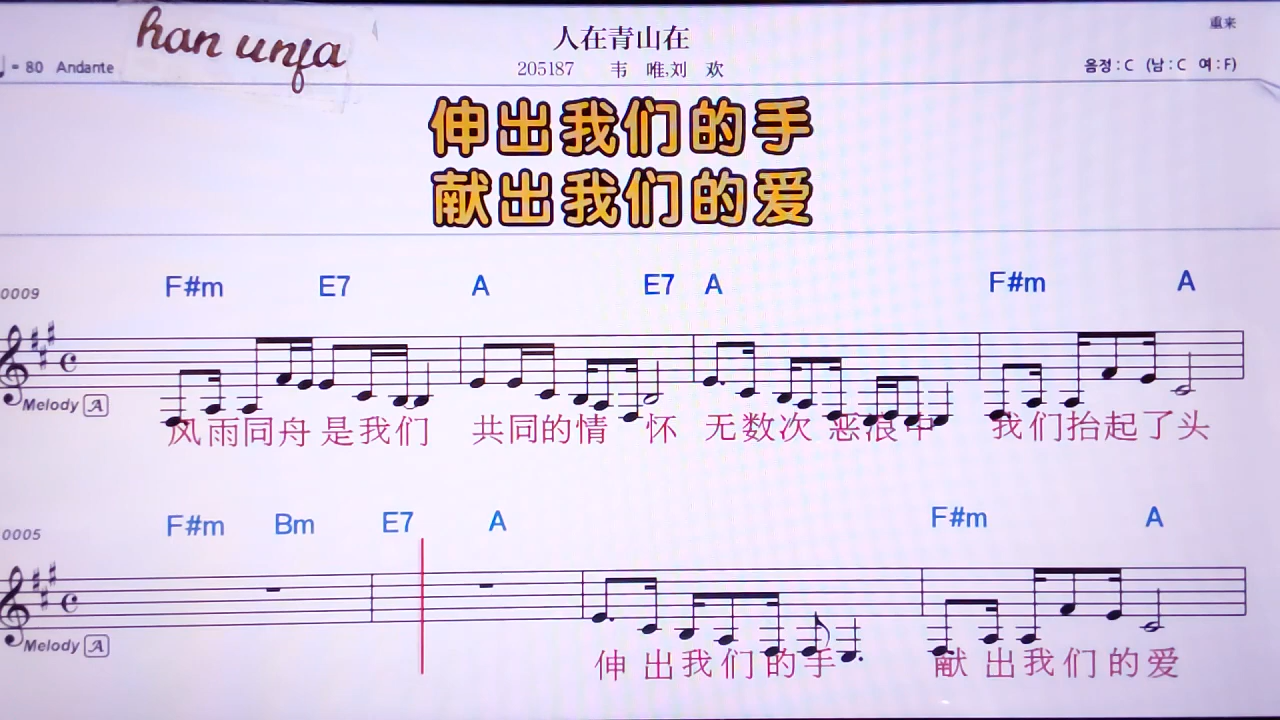 han unfa
人在青山在
重来
= 80 Andante
205187 韦 唯,刘 欢
음정 : C (남 : C 여 : F)
伸出我们的手
献出我们的爱
0009
F#m E7 A E7 A F#m A
Melody A
风雨同舟 是我们 共同的情 怀 无数次 恶浪中 我们抬起了头
0005
F#m Bm E7 A F#m A
Melody A
伸 出我们的手 献 出我们的爱